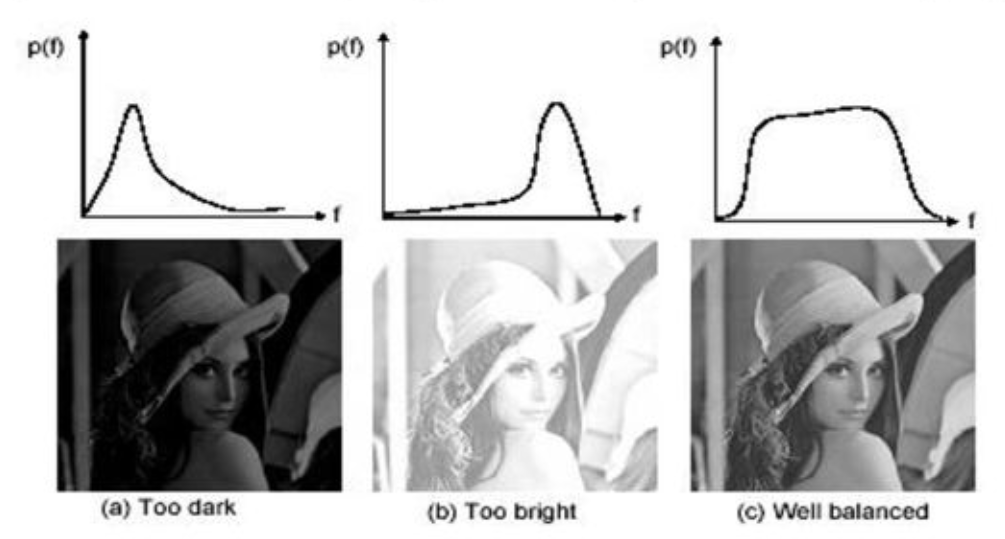 p(f)
f
p(f)
f
p(f)
f
(a) Too dark
(b) Too bright
(c) Well balanced